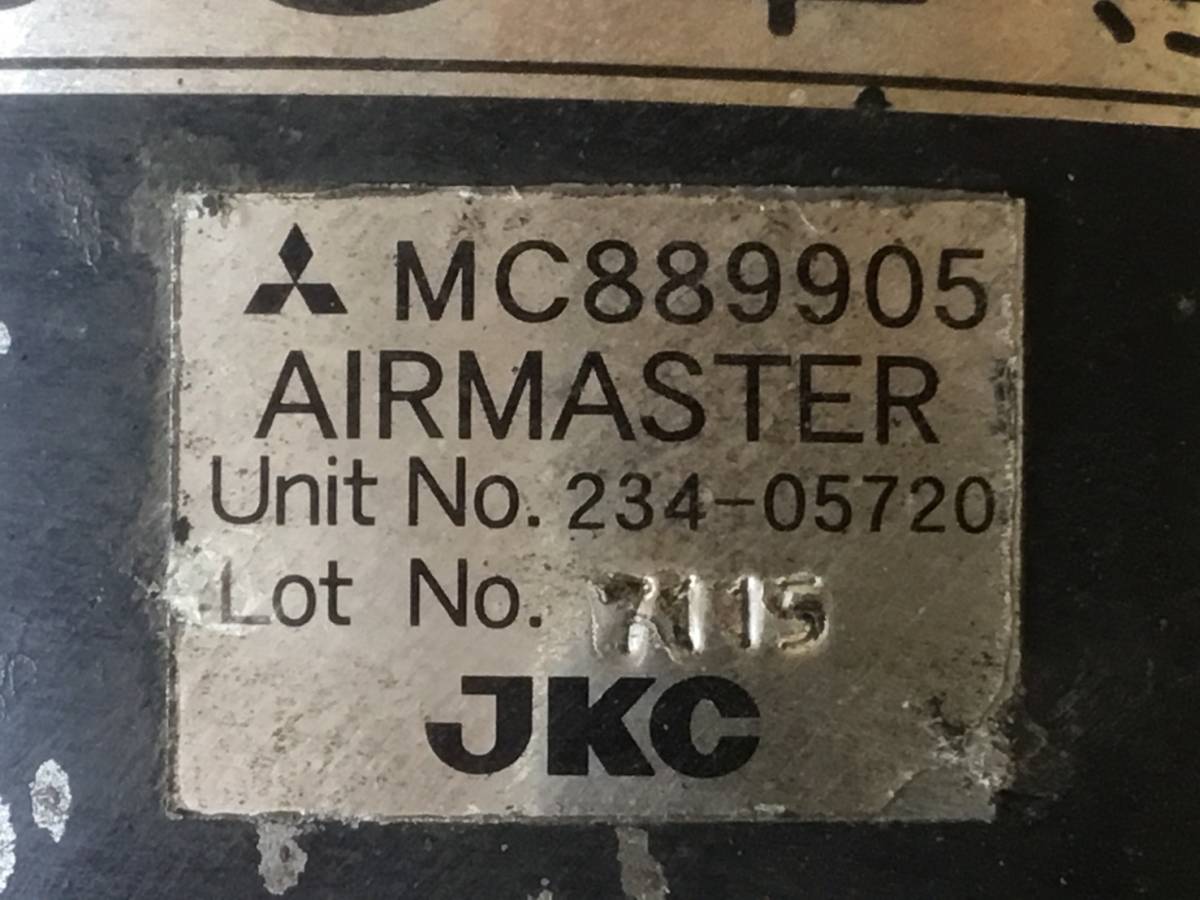 MC889905
AIRMASTER
Unit No. 234-05720
Lot No.
JKC